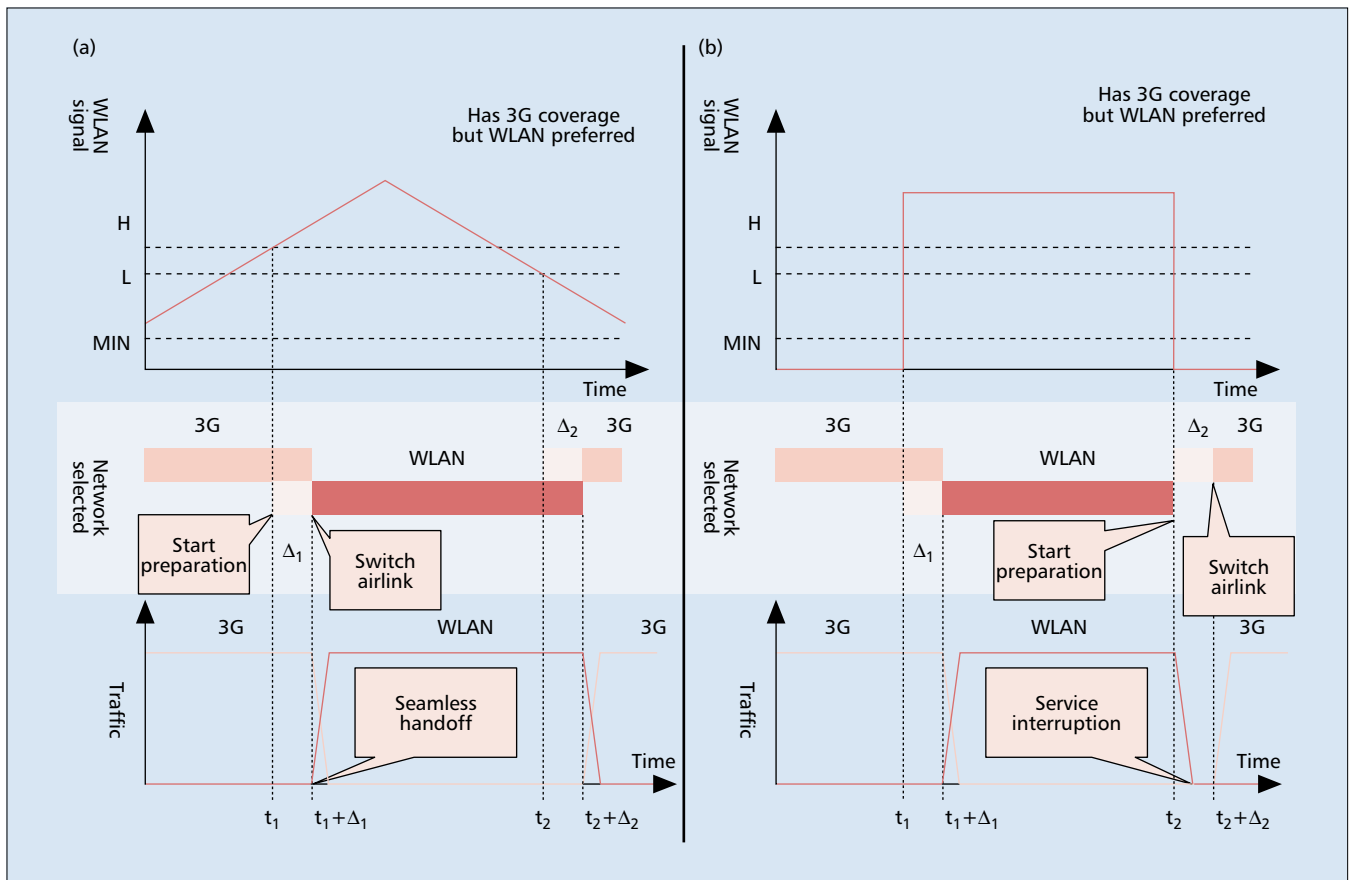 (a)
WLAN
signal
Has 3G coverage
but WLAN preferred
H
L
MIN
Time
3G
Δ2
3G
WLAN
Network
selected
Start
preparation
Δ1
Switch
airlink
3G
WLAN
3G
Traffic
Seamless
handoff
Time
t1
t1+Δ1
t2
t2+Δ2
(b)
WLAN
signal
Has 3G coverage
but WLAN preferred
H
L
MIN
Time
3G
Δ2
3G
WLAN
Network
selected
Δ1
Start
preparation
Switch
airlink
3G
WLAN
3G
Traffic
Service
interruption
Time
t1
t1+Δ1
t2
t2+Δ2